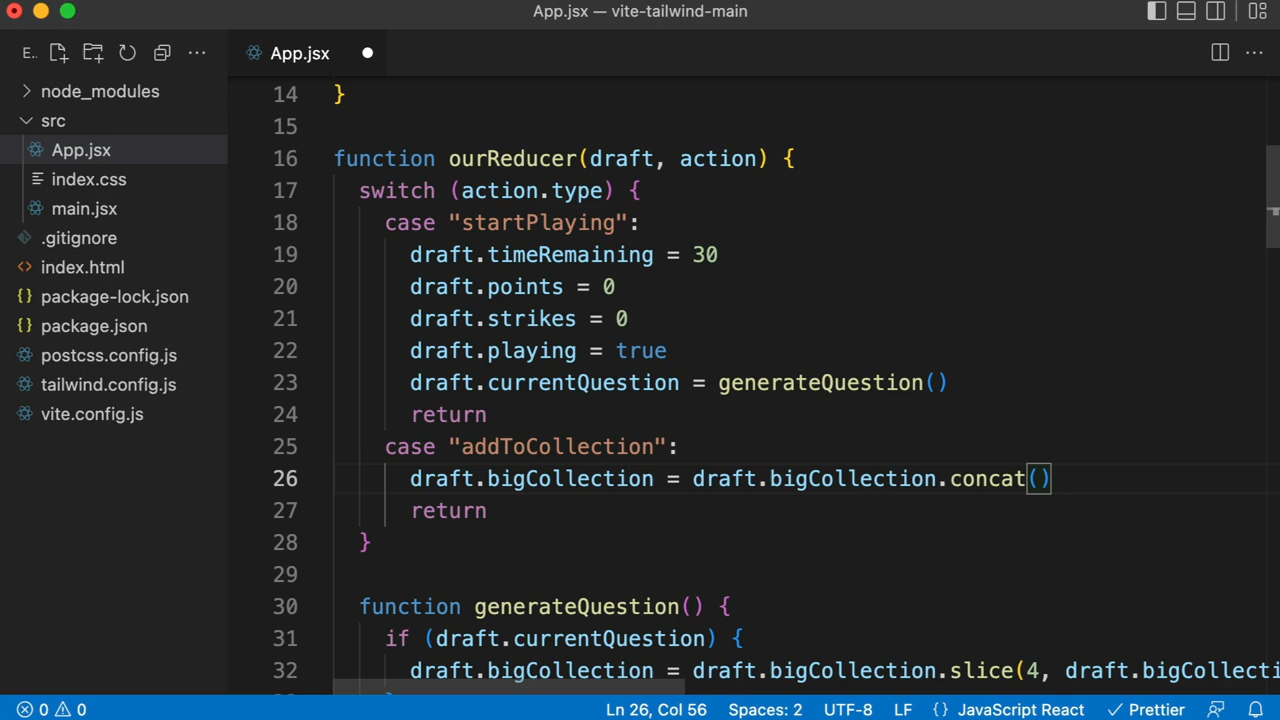 App.jsx — vite-tailwind-main
E..
App.jsx
node_modules
src
App.jsx
index.css
main.jsx
.gitignore
index.html
package-lock.json
package.json
postcss.config.js
tailwind.config.js
vite.config.js
14 }
15
16 function ourReducer(draft, action) {
17 switch (action.type) {
18 case "startPlaying":
19 draft.timeRemaining = 30
20 draft.points = 0
21 draft.strikes = 0
22 draft.playing = true
23 draft.currentQuestion = generateQuestion()
24 return
25 case "addToCollection":
26 draft.bigCollection = draft.bigCollection.concat()
27 return
28 }
29
30 function generateQuestion() {
31 if (draft.currentQuestion) {
32 draft.bigCollection = draft.bigCollection.slice(4, draft.bigCollecti
0 0 Ln 26, Col 56 Spaces: 2 UTF-8 LF {} JavaScript React Prettier